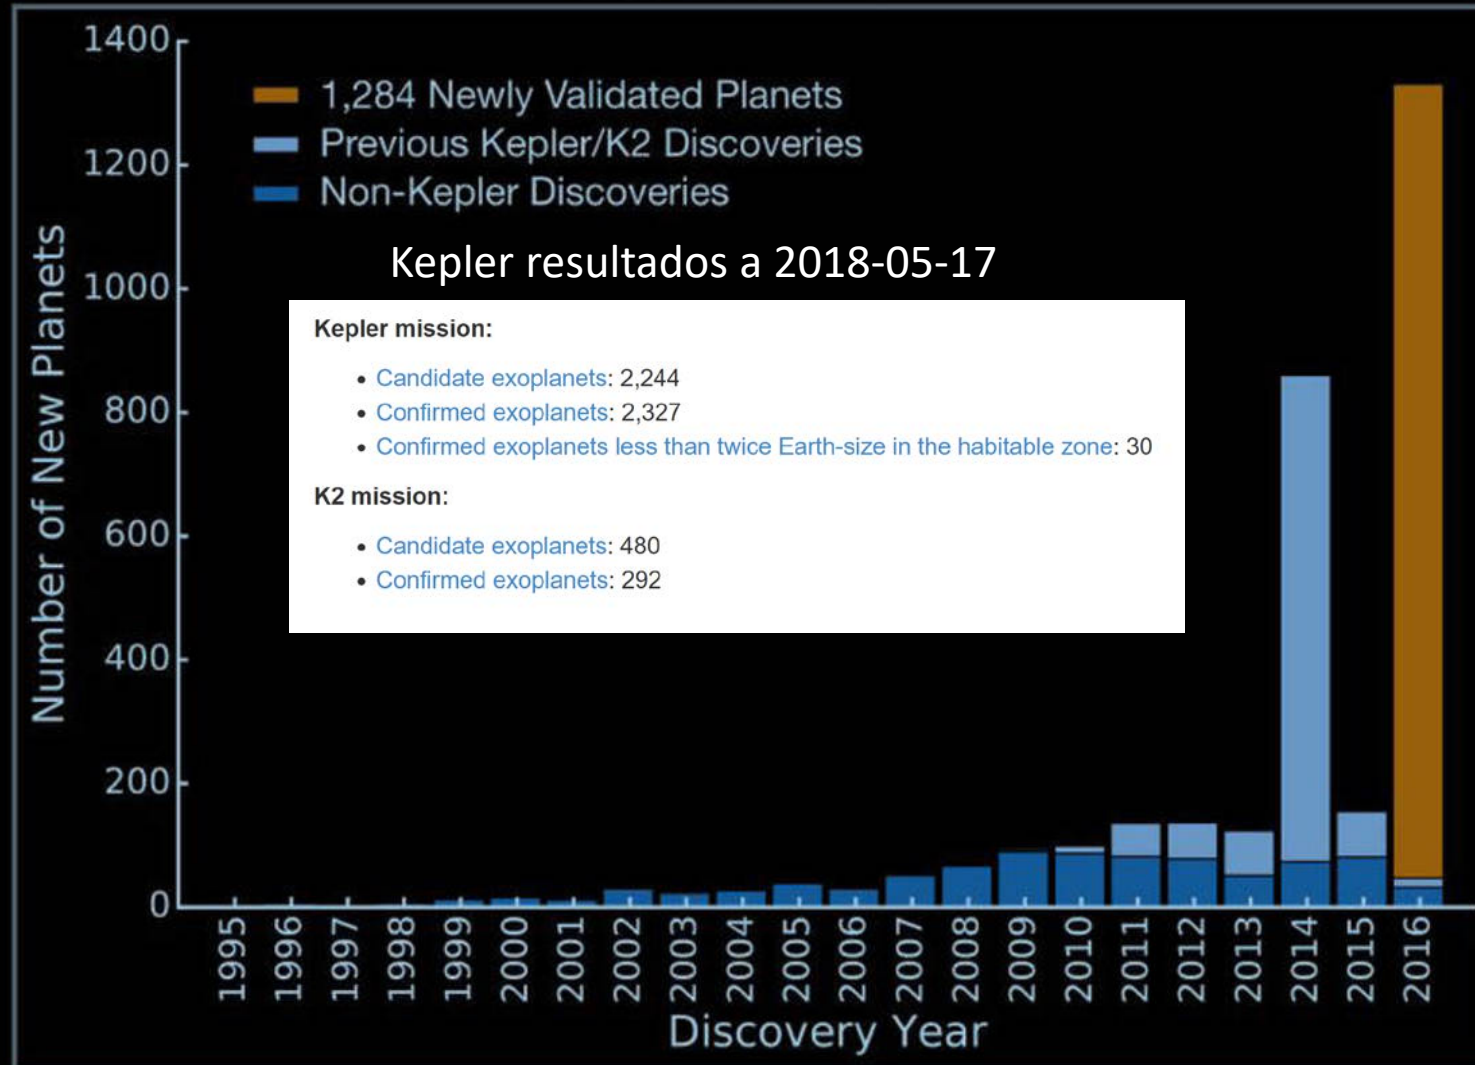 1400
1200
1000
800
600
400
200
0
Number of New Planets
1,284 Newly Validated Planets
Previous Kepler/K2 Discoveries
Non-Kepler Discoveries
Kepler resultados a 2018-05-17
Kepler mission:
• Candidate exoplanets: 2,244
• Confirmed exoplanets: 2,327
• Confirmed exoplanets less than twice Earth-size in the habitable zone: 30
K2 mission:
• Candidate exoplanets: 480
• Confirmed exoplanets: 292
1995
1996
1997
1998
1999
2000
2001
2002
2003
2004
2005
2006
2007
2008
2009
2010
2011
2012
2013
2014
2015
2016
Discovery Year